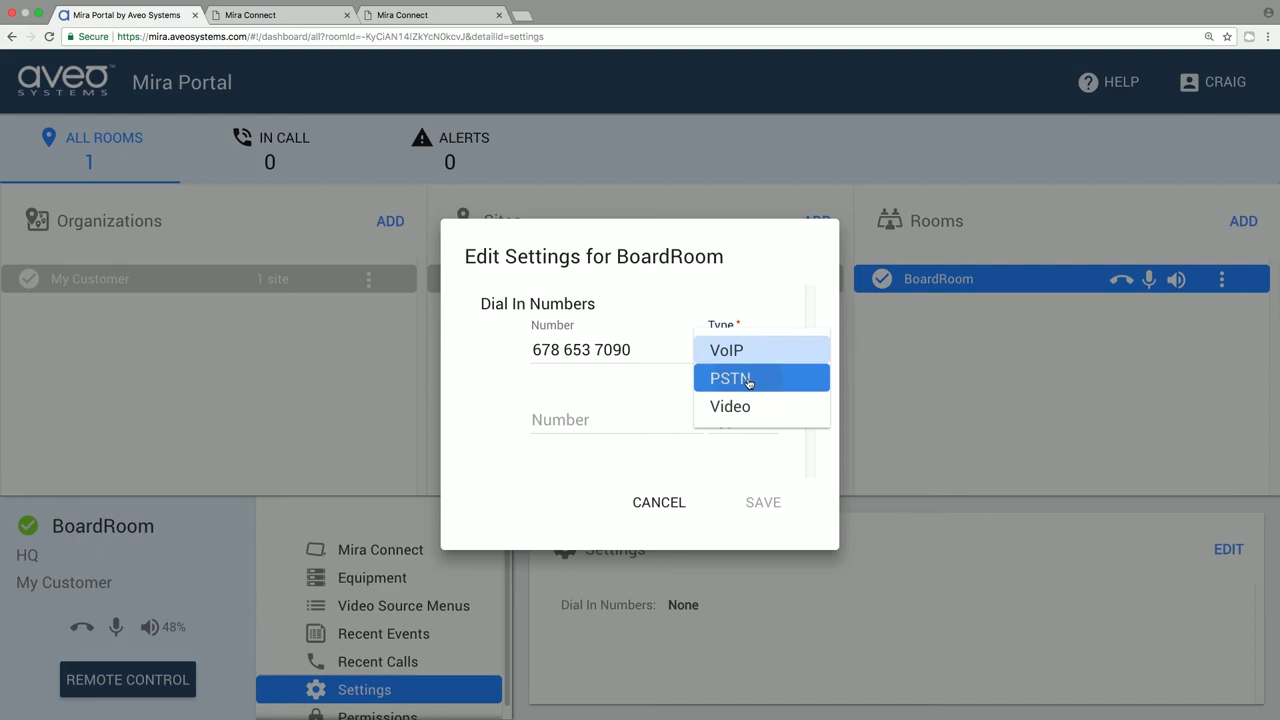 Mira Portal by Aveo Systems
Mira Connect
Mira Connect
Secure
https://mira.aveosystems.com/#!/dashboard/all?roomId=-KyCiAN14IZkYcN0kcvJ&detailId=settings
aveo™
SYSTEMS
Mira Portal
HELP
CRAIG
ALL ROOMS
1
IN CALL
0
ALERTS
0
Organizations
ADD
Sites
ADD
Rooms
ADD
My Customer
1 site
BoardRoom
Edit Settings for BoardRoom
Dial In Numbers
Number
Type *
678 653 7090
VoIP
PSTN
Video
Number
CANCEL
SAVE
BoardRoom
HQ
My Customer
48%
REMOTE CONTROL
Mira Connect
Equipment
Video Source Menus
Recent Events
Recent Calls
Settings
Permissions
Settings
EDIT
Dial In Numbers: None